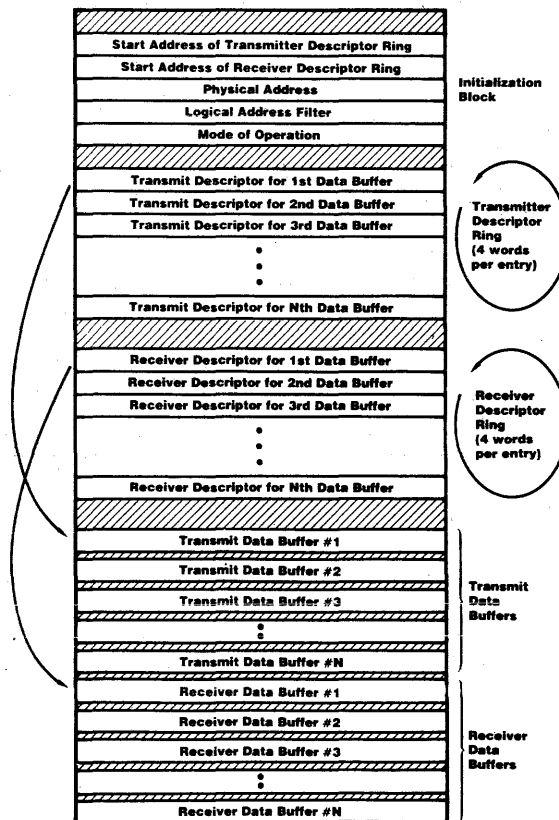 Start Address of Transmitter Descriptor Ring
Start Address of Receiver Descriptor Ring
Physical Address
Logical Address Filter
Mode of Operation
Initialization
Block
Transmit Descriptor for 1st Data Buffer
Transmit Descriptor for 2nd Data Buffer
Transmit Descriptor for 3rd Data Buffer
Transmit Descriptor for Nth Data Buffer
Transmitter
Descriptor
Ring
(4 words
per entry)
Receiver Descriptor for 1st Data Buffer
Receiver Descriptor for 2nd Data Buffer
Receiver Descriptor for 3rd Data Buffer
Receiver Descriptor for Nth Data Buffer
Receiver
Descriptor
Ring
(4 words
per entry)
Transmit Data Buffer #1
Transmit Data Buffer #2
Transmit Data Buffer #3
Transmit Data Buffer #N
Transmit
Data
Buffers
Receiver Data Buffer #1
Receiver Data Buffer #2
Receiver Data Buffer #3
Receiver Data Buffer #N
Receiver
Data
Buffers